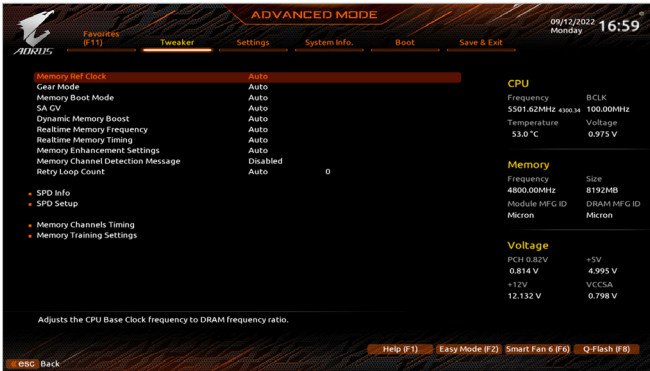 ADVANCED MODE
09/12/2022 Monday 16:59
AORUS
Favorites (F11)
Tweaker
Settings
System Info.
Boot
Save & Exit
Memory Ref Clock Auto
Gear Mode Auto
Memory Boot Mode Auto
SA GV Auto
Dynamic Memory Boost Auto
Realtime Memory Frequency Auto
Realtime Memory Timing Auto
Memory Enhancement Settings Auto
Memory Channel Detection Message Disabled
Retry Loop Count Auto 0
SPD Info
SPD Setup
Memory Channels Timing
Memory Training Settings
CPU
Frequency BCLK
5501.62MHz 4300.34 100.00MHz
Temperature Voltage
53.0 °C 0.975 V
Memory
Frequency Size
4800.00MHz 8192MB
Module MFG ID DRAM MFG ID
Micron Micron
Voltage
PCH 0.82V +5V
0.814 V 4.995 V
+12V VCCSA
12.132 V 0.798 V
Adjusts the CPU Base Clock frequency to DRAM frequency ratio.
Help (F1) Easy Mode (F2) Smart Fan 6 (F6) Q-Flash (F8)
esc Back